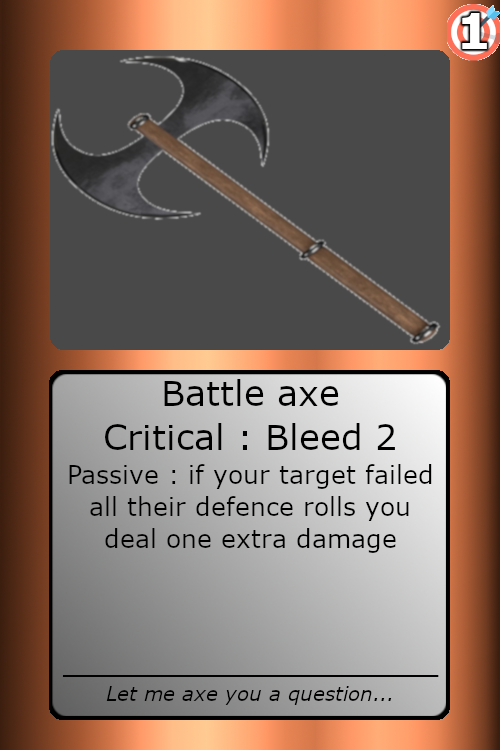 1
Battle axe
Critical : Bleed 2
Passive : if your target failed
all their defence rolls you
deal one extra damage
Let me axe you a question...